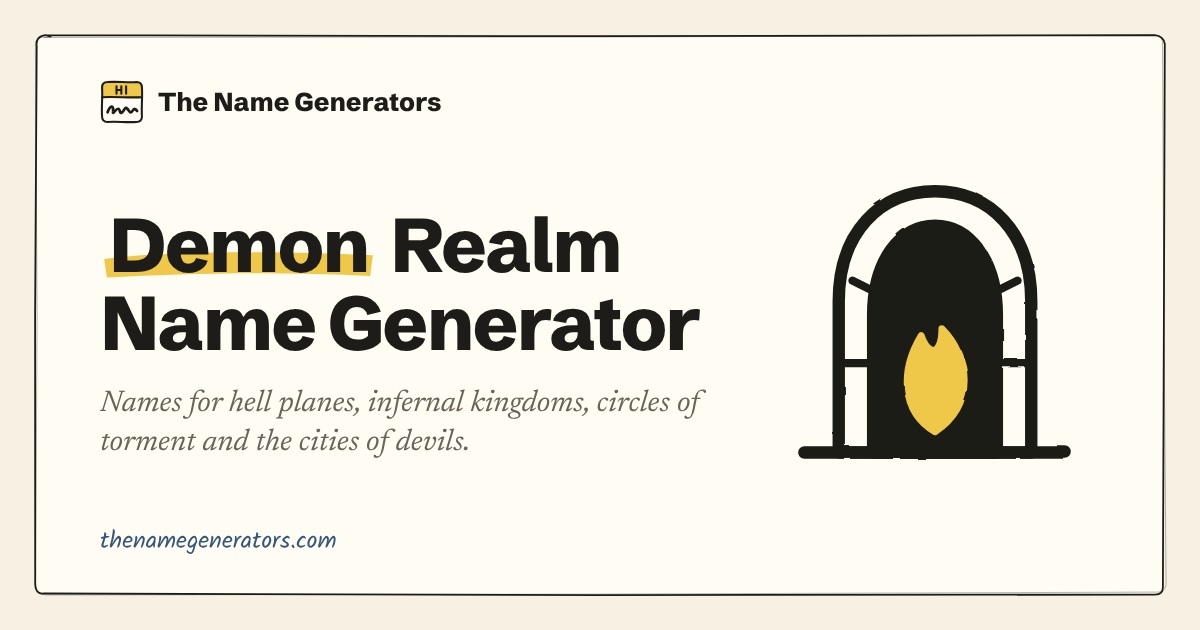 HI
The Name Generators
Demon Realm
Name Generator
Names for hell planes, infernal kingdoms, circles of
torment and the cities of devils.
thenamegenerators.com